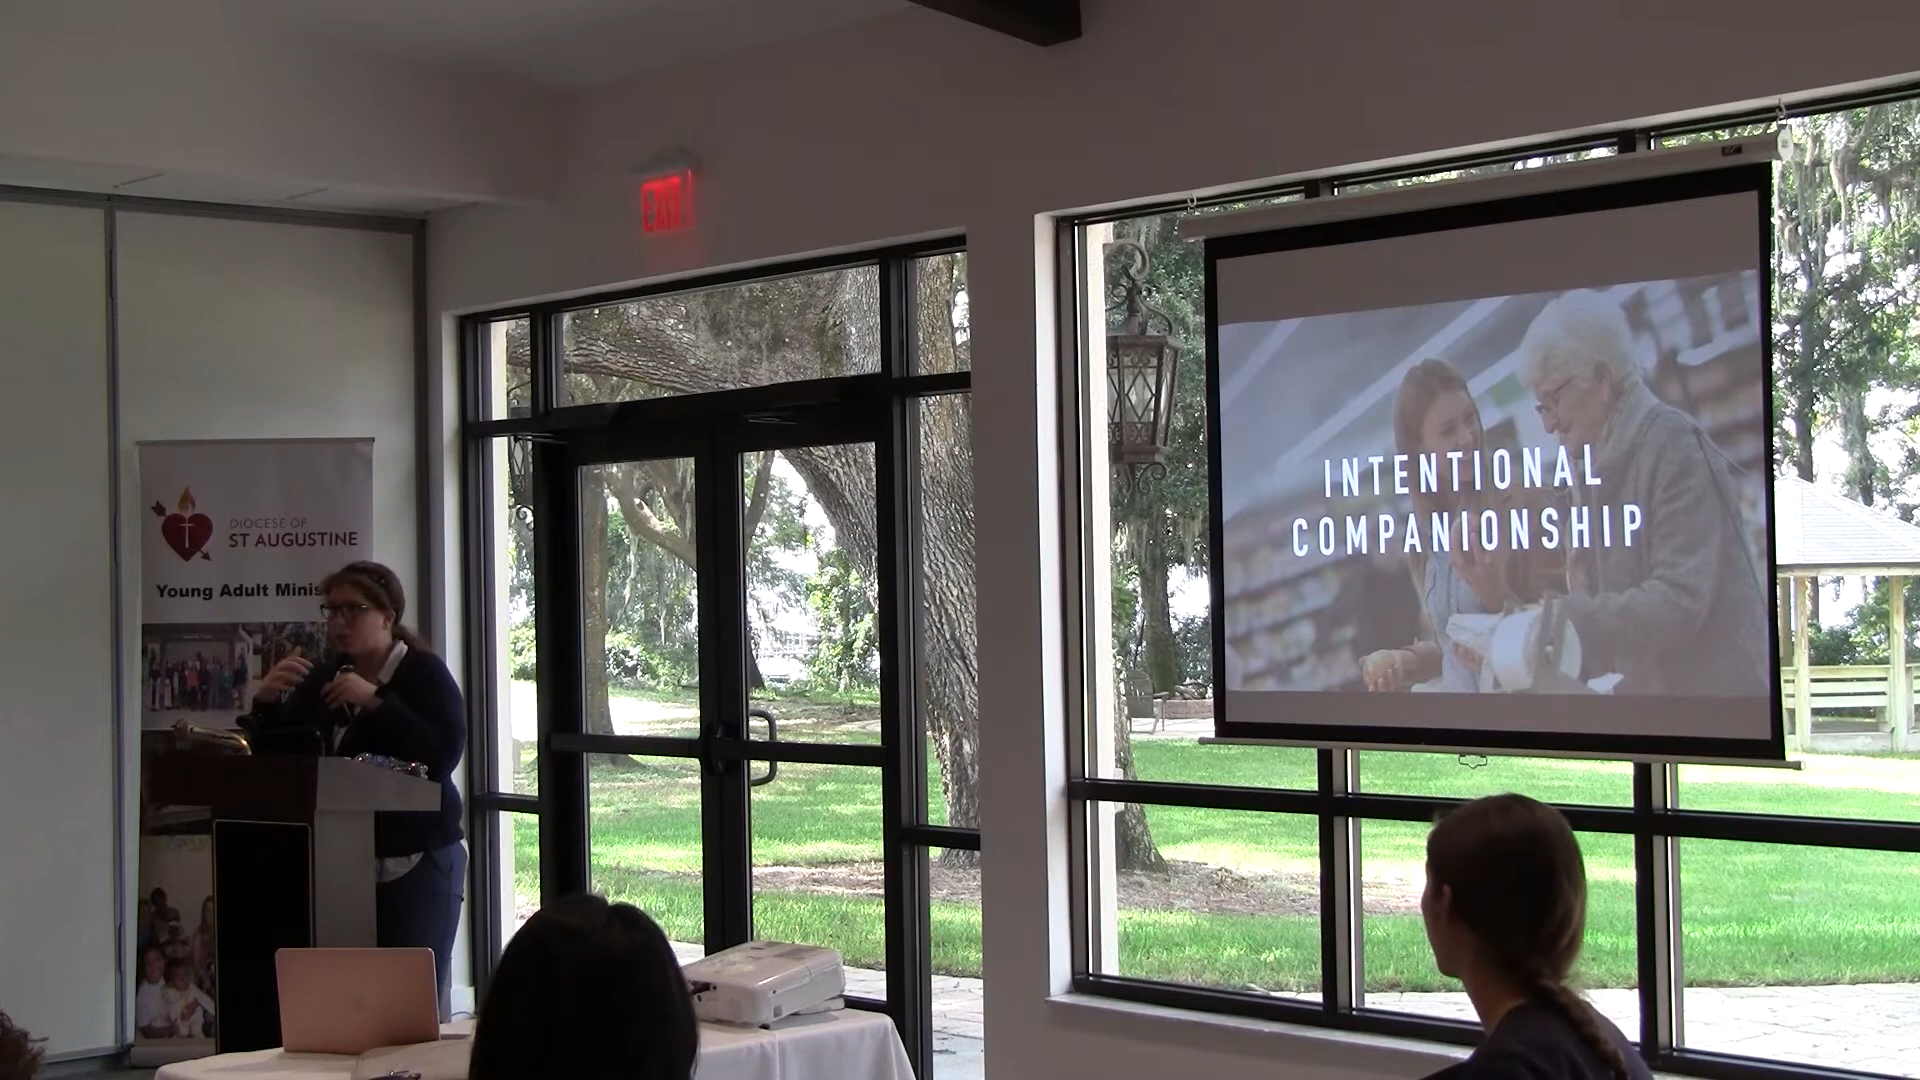 EXIT
DIOCESE OF
ST AUGUSTINE
Young Adult Minis
INTENTIONAL
COMPANIONSHIP